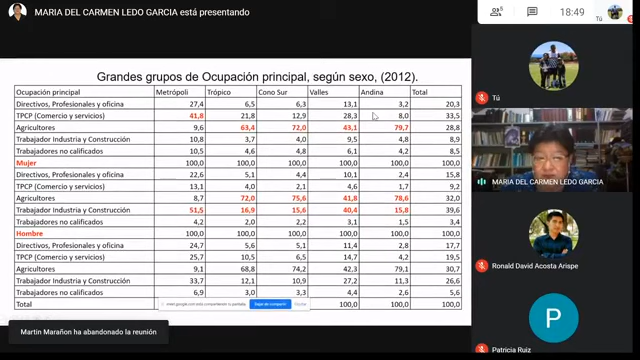 MARIA DEL CARMEN LEDO GARCIA está presentando
5
18:49
Tú
Grandes grupos de Ocupación principal, según sexo, (2012).
Ocupación principal Metrópoli Trópico Cono Sur Valles Andina Total
Directivos, Profesionales y oficina 27,4 6,5 6,3 13,1 3,2 20,3
TPCP (Comercio y servicios) 41,8 21,8 12,9 28,3 8,0 33,5
Agricultores 9,6 63,4 72,0 43,1 79,7 28,8
Trabajador Industria y Construcción 10,8 3,7 4,0 9,5 4,8 8,9
Trabajadores no calificados 10,5 4,6 4,8 6,1 4,2 8,5
Mujer 100,0 100,0 100,0 100,0 100,0 100,0
Directivos, Profesionales y oficina 22,6 5,1 4,4 10,1 2,4 15,8
TPCP (Comercio y servicios) 13,1 4,0 2,1 4,6 1,7 9,2
Agricultores 8,7 72,0 75,6 41,8 78,6 32,0
Trabajador Industria y Construcción 51,5 16,9 15,6 40,4 15,8 39,6
Trabajadores no calificados 4,2 2,0 2,2 3,1 1,5 3,4
Hombre 100,0 100,0 100,0 100,0 100,0 100,0
Directivos, Profesionales y oficina 24,7 5,6 5,1 11,4 2,8 17,7
TPCP (Comercio y servicios) 25,7 10,5 6,5 14,7 4,2 19,5
Agricultores 9,1 68,8 74,2 42,3 79,1 30,7
Trabajador Industria y Construcción 33,7 12,1 10,9 27,2 11,3 26,6
Trabajadores no calificados 6,9 3,0 3,3 4,4 2,6 5,6
Total 100,0 100,0 100,0
meet.google.com está compartiendo tu pantalla. Dejar de compartir Ocultar
Martin Marañon ha abandonado la reunión
Tú
MARIA DEL CARMEN LEDO GARCIA
Ronald David Acosta Arispe
P
Patricia Ruiz